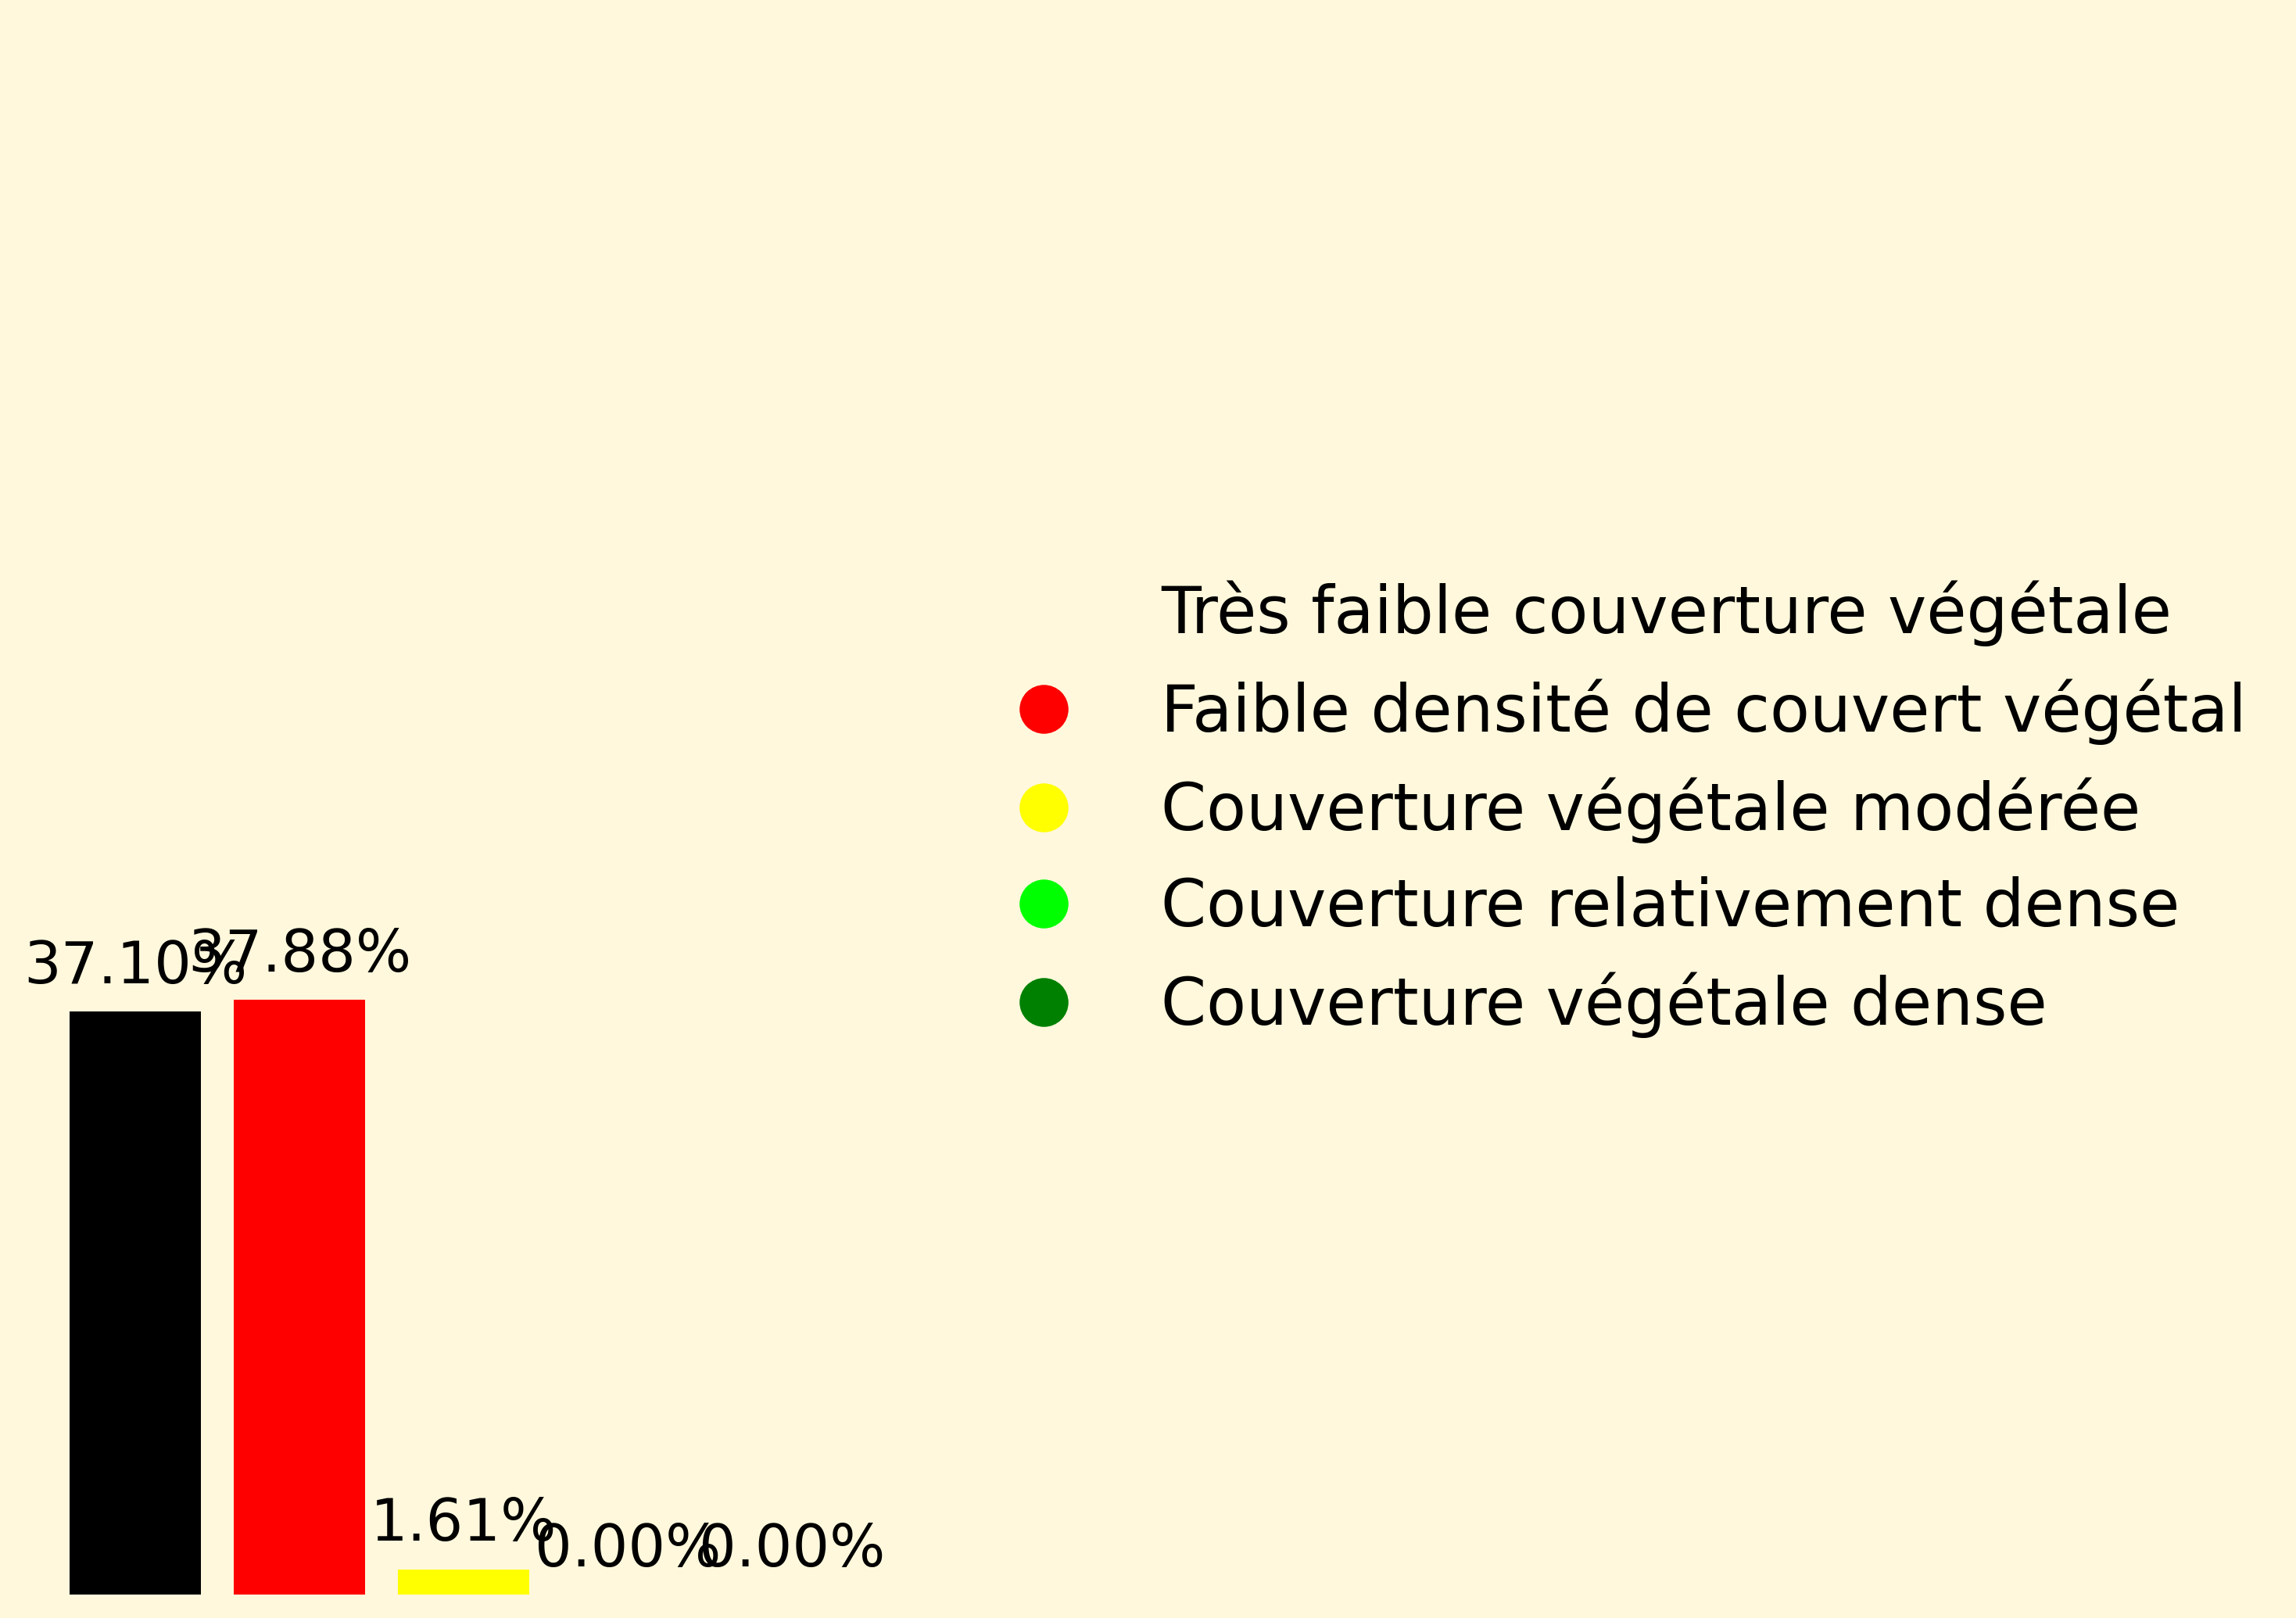 Très faible couverture végétale
Faible densité de couvert végétal
Couverture végétale modérée
Couverture relativement dense
Couverture végétale dense
37.10%
37.88%
1.61%
0.00%
0.00%